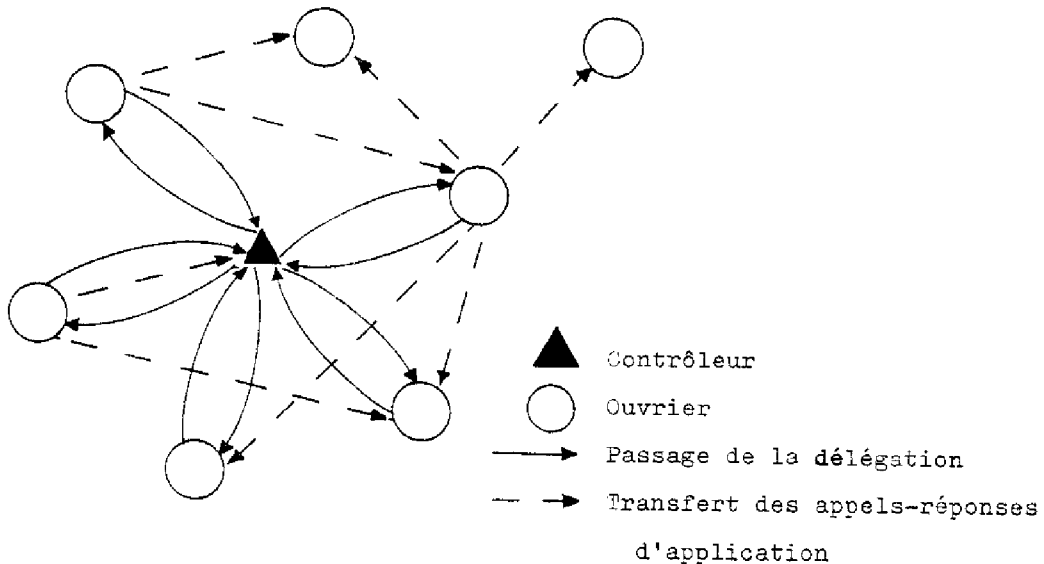 Contrôleur
Ouvrier
Passage de la délégation
Transfert des appels-réponses
d'application